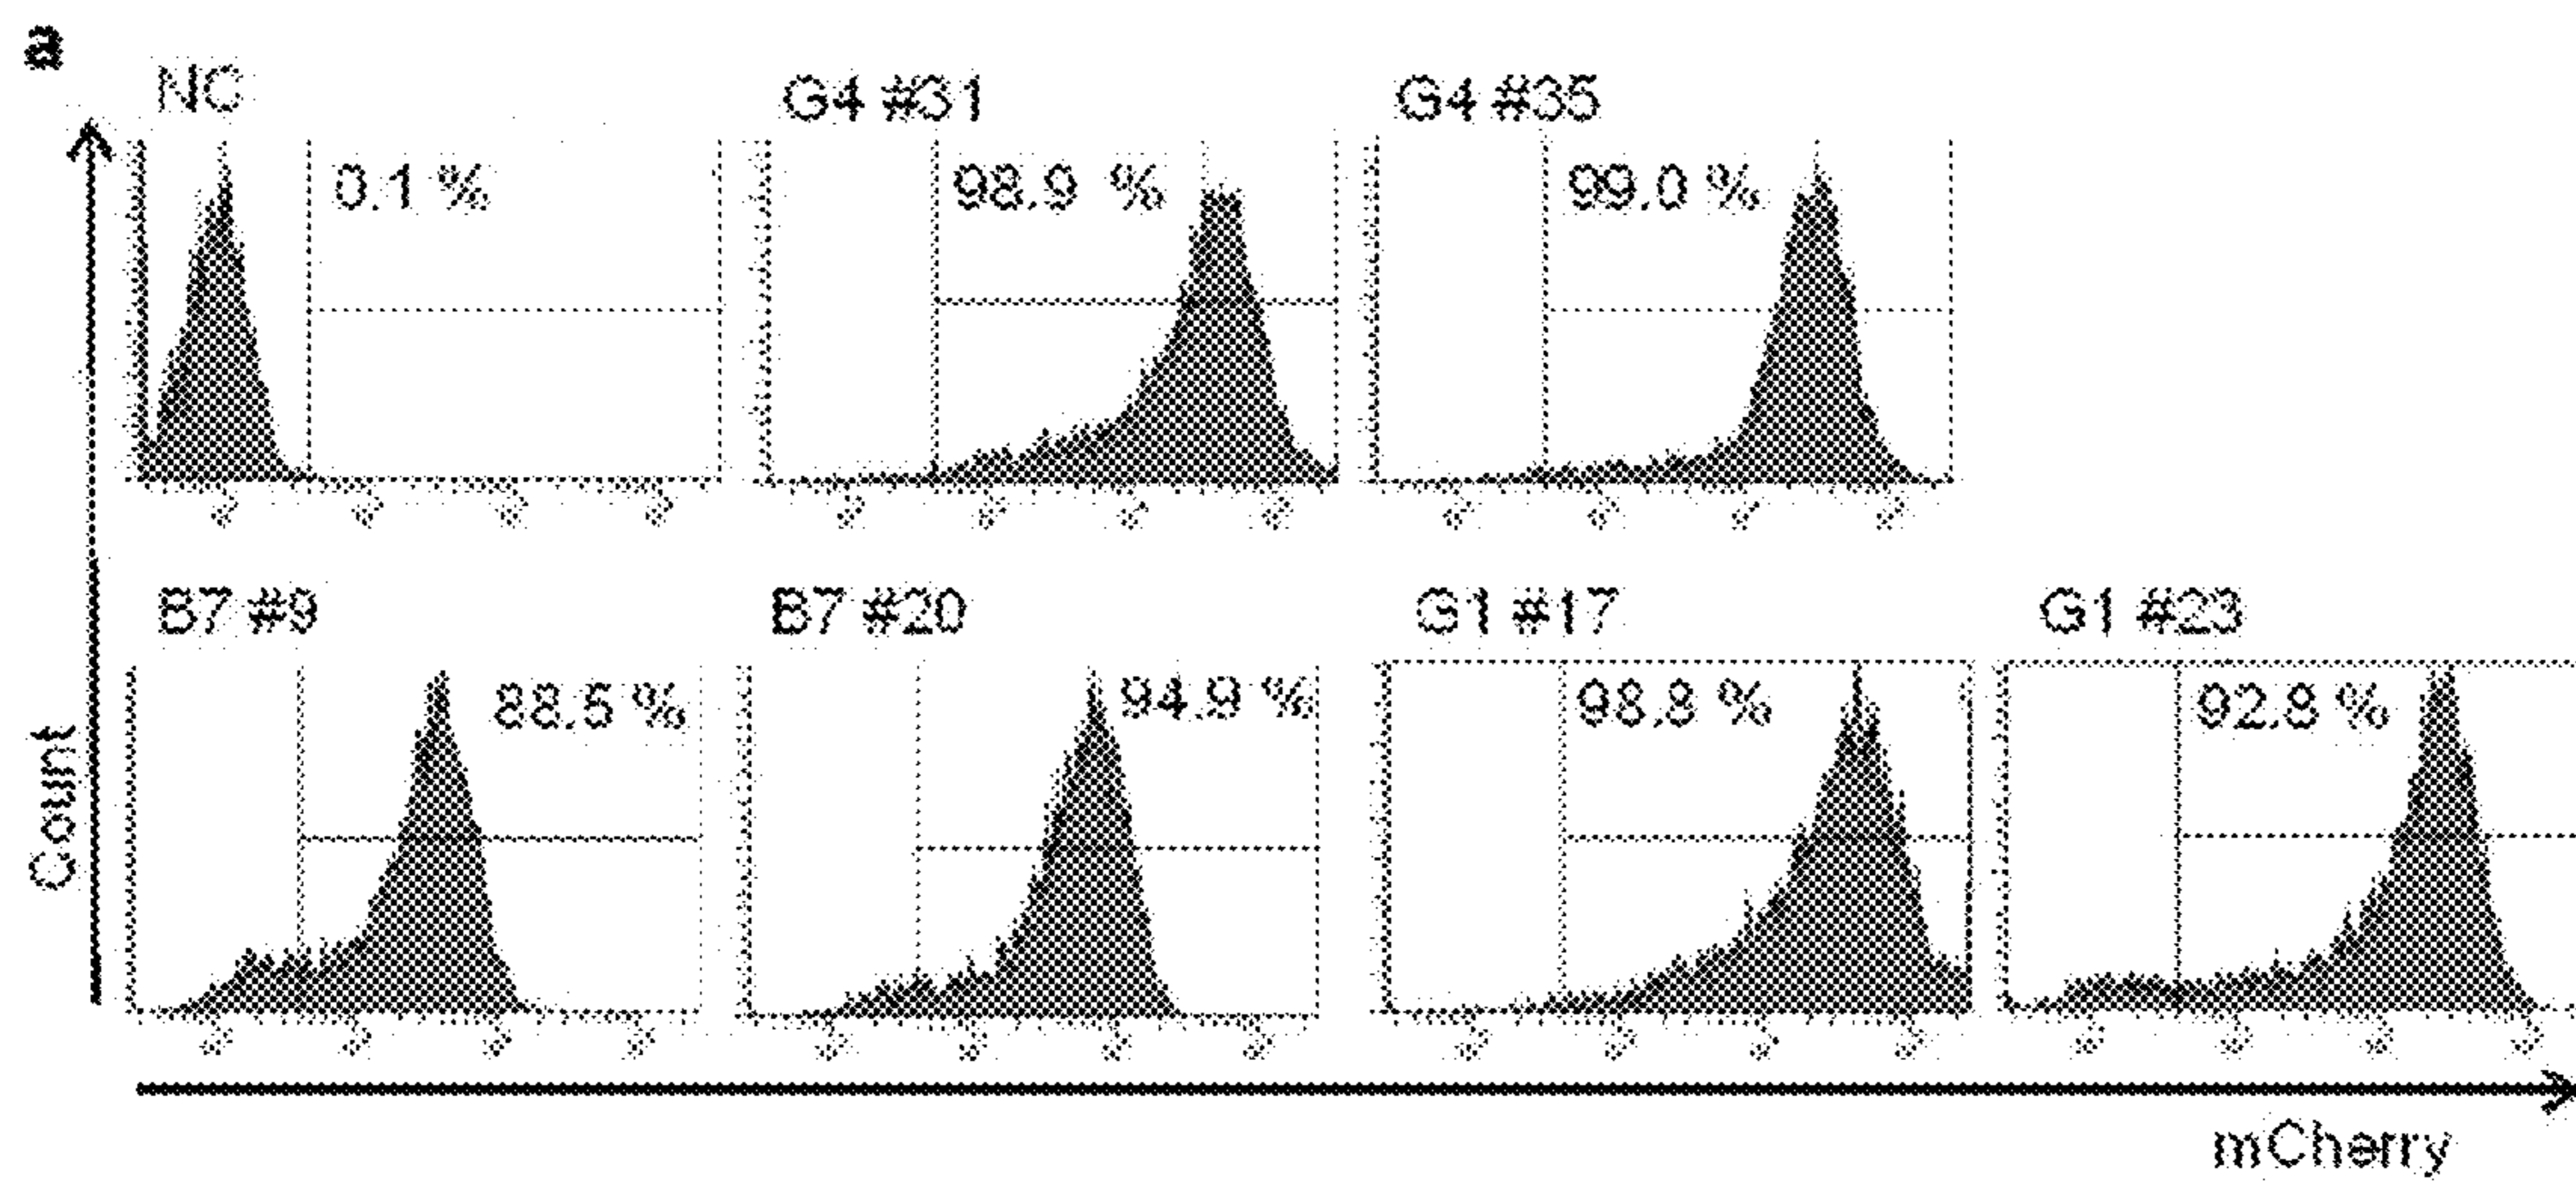 a
NC
G4 #31
G4 #35
0.1 %
98.9 %
99.0 %
B7 #9
B7 #20
G1 #17
G1 #23
88.5 %
94.9 %
98.8 %
92.8 %
Count
mCherry